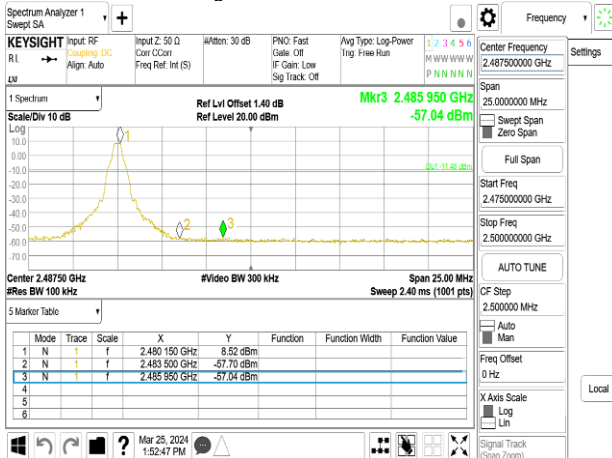 Spectrum Analyzer 1
Swept SA
+
Frequency
KEYSIGHT
Input: RF
Coupling: DC
Align: Auto
Input Z: 50 Ω
Corr CCorr
Freq Ref: Int (S)
#Atten: 30 dB
PNO: Fast
Gate: Off
IF Gain: Low
Sig Track: Off
Avg Type: Log-Power
Trig: Free Run
1 2 3 4 5 6
M W W W W W
P N N N N N
RL
1 Spectrum
Scale/Div 10 dB
Ref Lvl Offset 1.40 dB
Ref Level 20.00 dBm
Mkr3 2.485 950 GHz
-57.04 dBm
Log
10.0
0.00
-10.0
-20.0
-30.0
-40.0
-50.0
-60.0
-70.0
1
2
3
DL1 -11.48 dBm
Center 2.48750 GHz
#Video BW 300 kHz
Span 25.00 MHz
#Res BW 100 kHz
Sweep 2.40 ms (1001 pts)
5 Marker Table
Mode Trace Scale X Y Function Function Width Function Value
1 N 1 f 2.480 150 GHz 8.52 dBm
2 N 1 f 2.483 500 GHz -57.70 dBm
3 N 1 f 2.485 950 GHz -57.04 dBm
4
5
6
?
Mar 25, 2024
1:52:47 PM
Center Frequency
2.487500000 GHz
Settings
Span
25.0000000 MHz
Swept Span
Zero Span
Full Span
Start Freq
2.475000000 GHz
Stop Freq
2.500000000 GHz
AUTO TUNE
CF Step
2.500000 MHz
Auto
Man
Freq Offset
0 Hz
X Axis Scale
Log
Lin
Local
Signal Track
(Span Zoom)